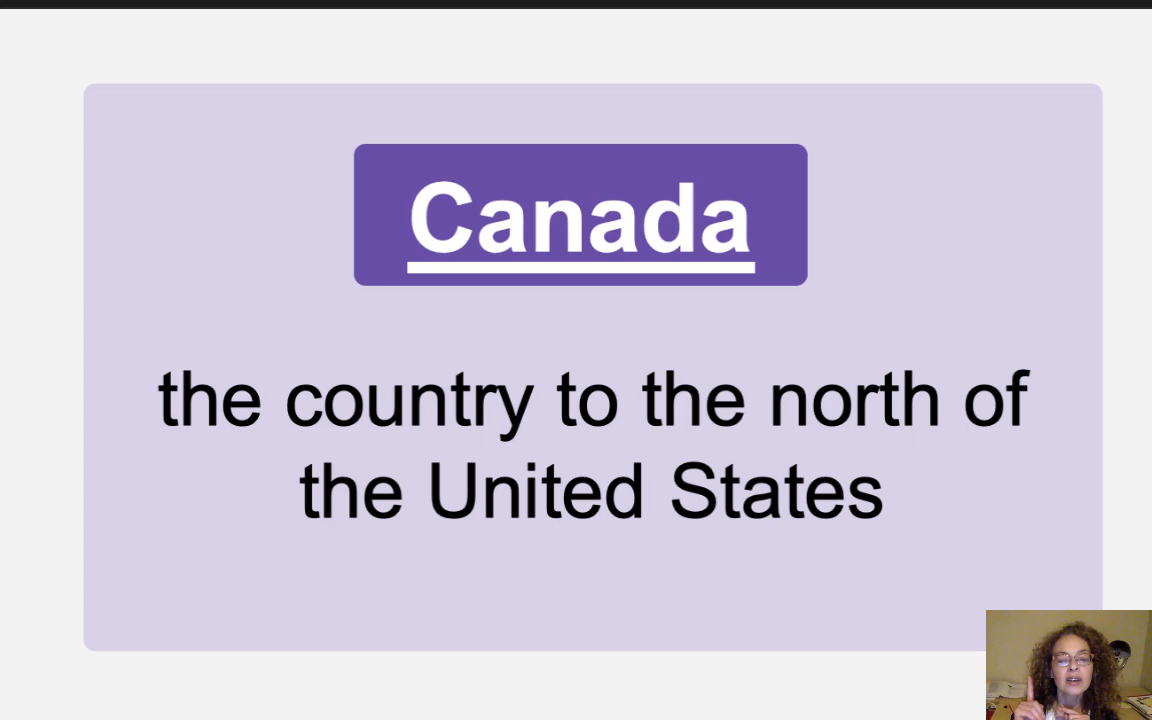 Canada
the country to the north of
the United States